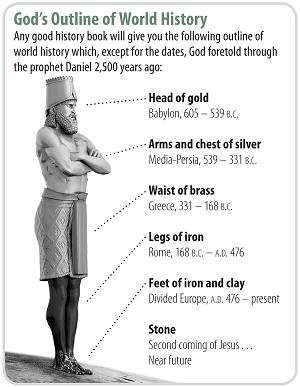 God's Outline of World History
Any good history book will give you the following outline of
world history which, except for the dates, God foretold through
the prophet Daniel 2,500 years ago:
Head of gold
Babylon, 605 – 539 B.C.
Arms and chest of silver
Media-Persia, 539 – 331 B.C.
Waist of brass
Greece, 331 – 168 B.C.
Legs of iron
Rome, 168 B.C. – A.D. 476
Feet of iron and clay
Divided Europe, A.D. 476 – present
Stone
Second coming of Jesus . . .
Near future